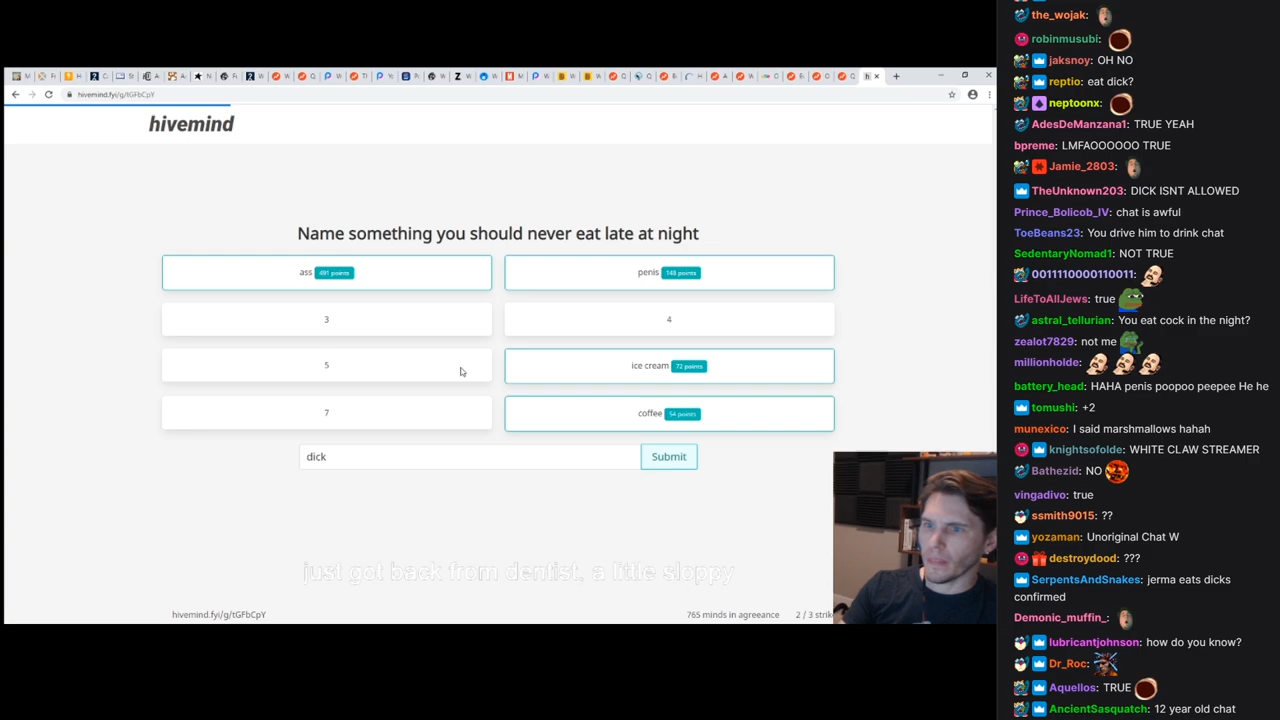 hivemind.fyi/g/tGFbCpY
hivemind
Name something you should never eat late at night
ass 491 points
penis 148 points
3
4
5
ice cream 72 points
7
coffee 54 points
dick
Submit
just got back from dentist, a little sloppy
hivemind.fyi/g/tGFbCpY
765 minds in agreeance
2 / 3 strik
the_wojak:
robinmusubi:
jaksnoy: OH NO
reptio: eat dick?
neptoonx:
AdesDeManzana1: TRUE YEAH
bpreme: LMFAOOOOOO TRUE
Jamie_2803:
TheUnknown203: DICK ISNT ALLOWED
Prince_Bolicob_IV: chat is awful
ToeBeans23: You drive him to drink chat
SedentaryNomad1: NOT TRUE
0011110000110011:
LifeToAllJews: true
astral_tellurian: You eat cock in the night?
zealot7829: not me
millionholde:
battery_head: HAHA penis poopoo peepee He he
tomushi: +2
munexico: I said marshmallows hahah
knightsofolde: WHITE CLAW STREAMER
Bathezid: NO
vingadivo: true
ssmith9015: ??
yozaman: Unoriginal Chat W
destroydood: ???
SerpentsAndSnakes: jerma eats dicks
confirmed
Demonic_muffin_:
lubricantjohnson: how do you know?
Dr_Roc:
Aquellos: TRUE
AncientSasquatch: 12 year old chat